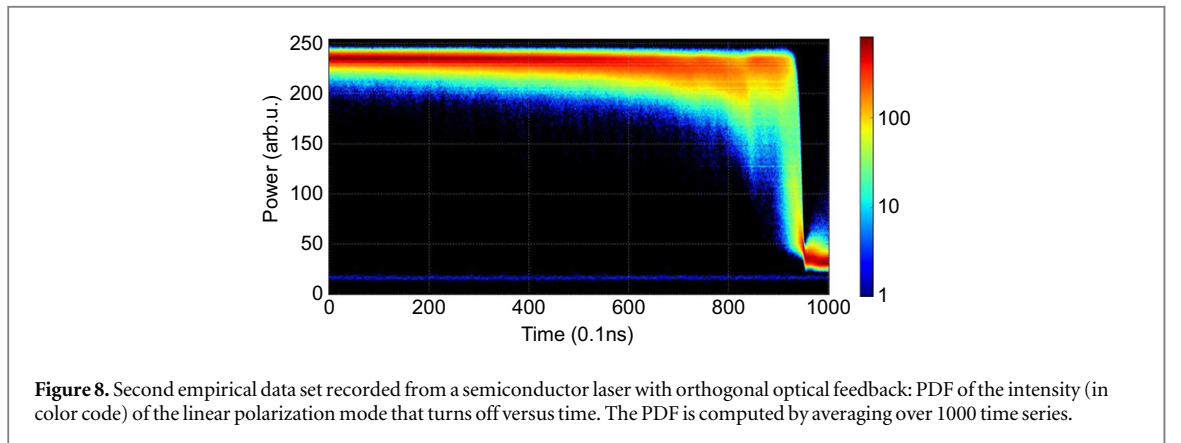 250
200
150
100
50
0
Power (arb.u.)
0 200 400 600 800 1000
Time (0.1ns)
100
10
1
Figure 8. Second empirical data set recorded from a semiconductor laser with orthogonal optical feedback: PDF of the intensity (in
color code) of the linear polarization mode that turns off versus time. The PDF is computed by averaging over 1000 time series.